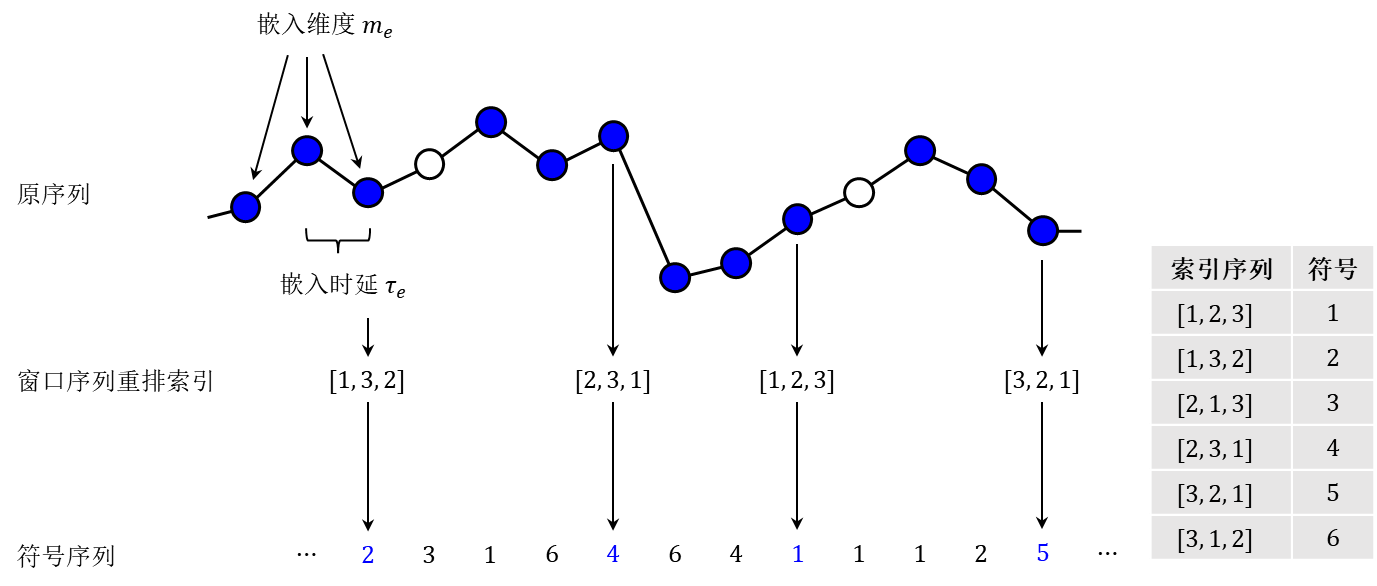 嵌入维度 mₑ
原序列
嵌入时延 τₑ
窗口序列重排索引 [1, 3, 2] [2, 3, 1] [1, 2, 3] [3, 2, 1]
符号序列 … 2 3 1 6 4 6 4 1 1 1 2 5 …
索引序列 符号
[1, 2, 3] 1
[1, 3, 2] 2
[2, 1, 3] 3
[2, 3, 1] 4
[3, 2, 1] 5
[3, 1, 2] 6